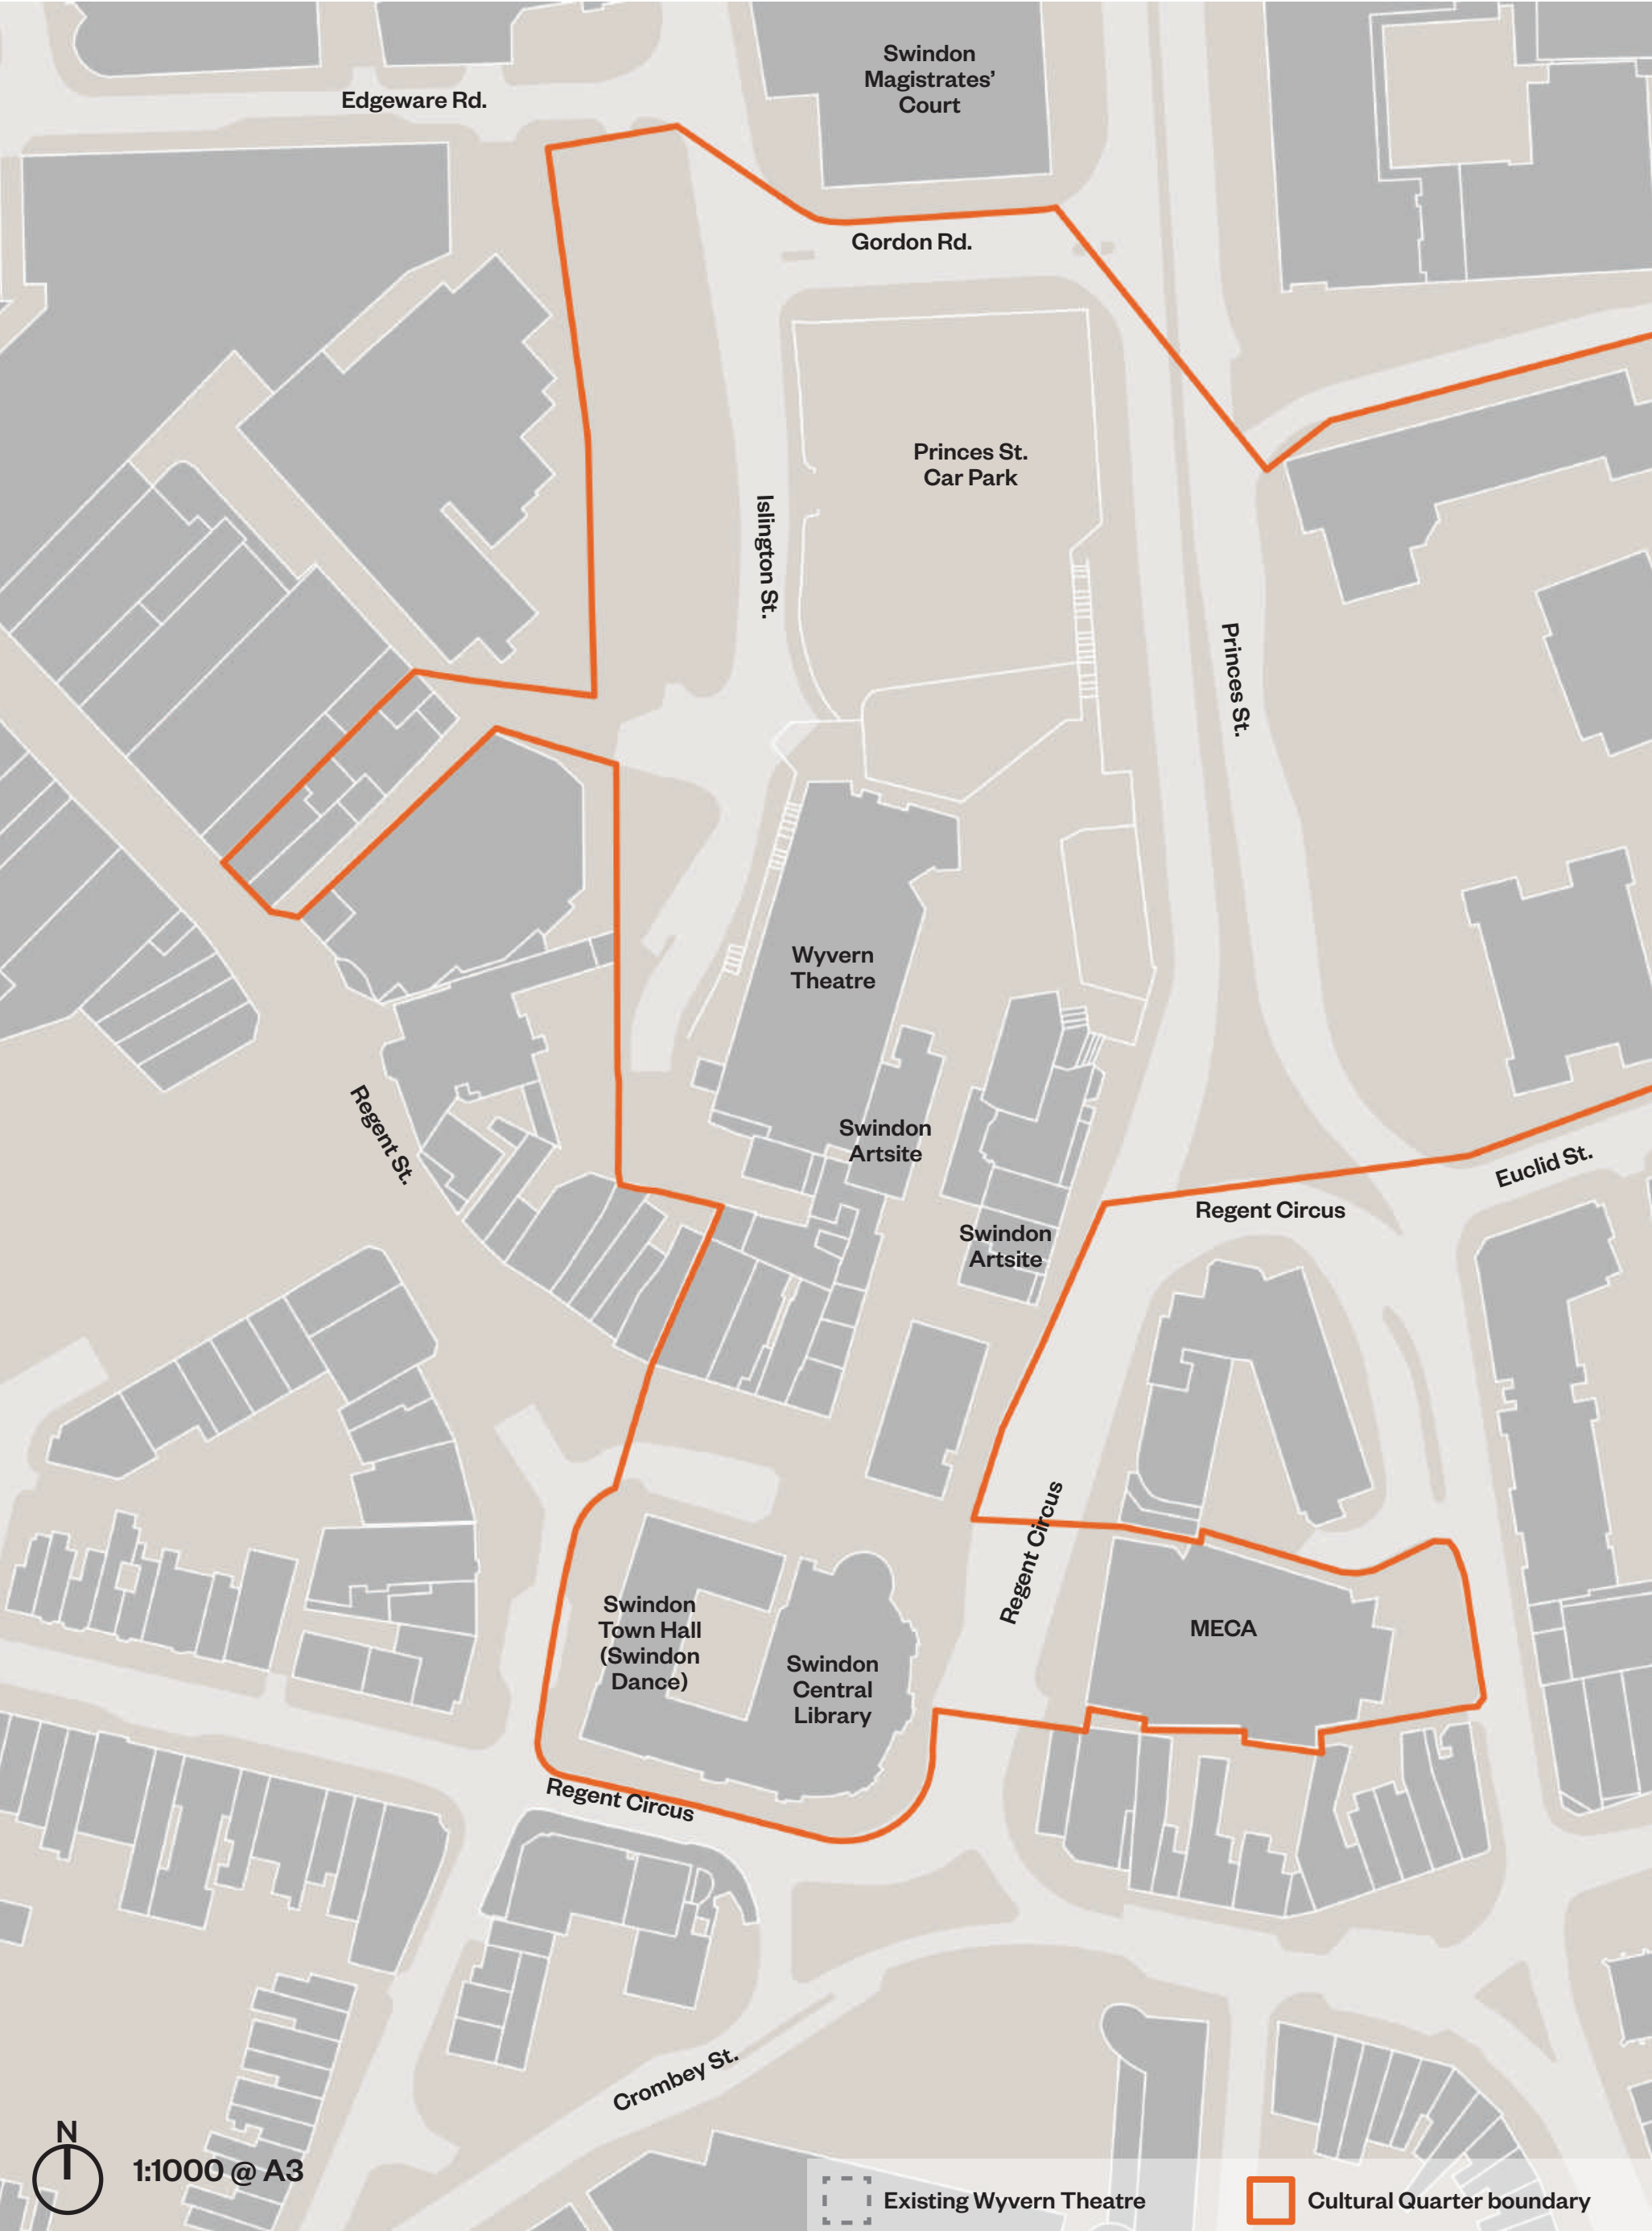 Swindon
Magistrates’
Court
Edgeware Rd.
Gordon Rd.
Princes St.
Car Park
Islington St.
Princes St.
Wyvern
Theatre
Regent St.
Swindon
Artsite
Euclid St.
Regent Circus
Swindon
Artsite
Regent Circus
Swindon
Town Hall
(Swindon
Dance)
MECA
Swindon
Central
Library
Regent Circus
Crombey St.
N
1:1000 @ A3
Existing Wyvern Theatre
Cultural Quarter boundary